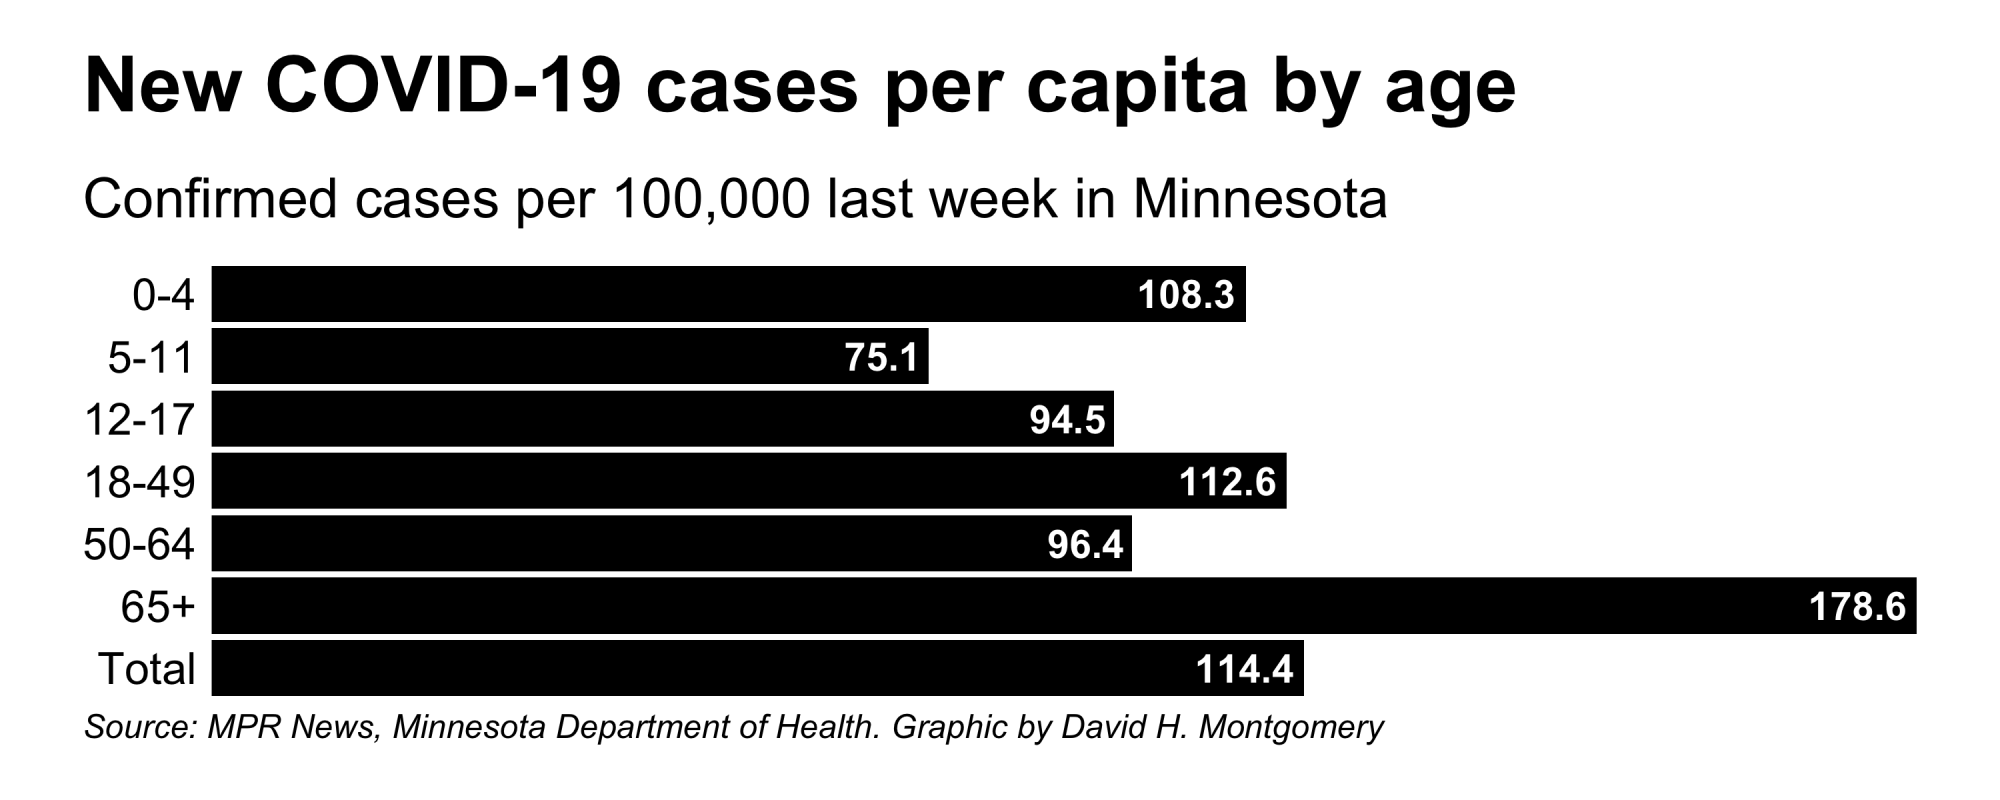 New COVID-19 cases per capita by age
Confirmed cases per 100,000 last week in Minnesota
0-4 108.3
5-11 75.1
12-17 94.5
18-49 112.6
50-64 96.4
65+ 178.6
Total 114.4
Source: MPR News, Minnesota Department of Health. Graphic by David H. Montgomery